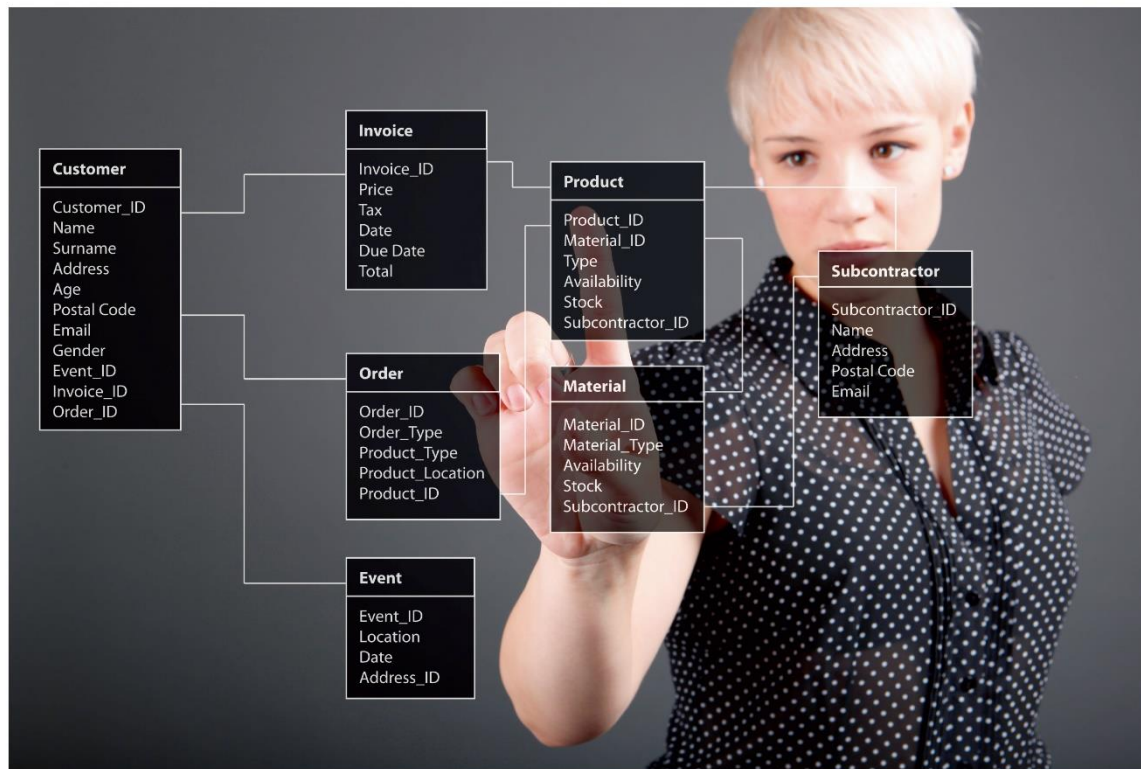 Customer
Customer_ID
Name
Surname
Address
Age
Postal Code
Email
Gender
Event_ID
Invoice_ID
Order_ID
Invoice
Invoice_ID
Price
Tax
Date
Due Date
Total
Order
Order_ID
Order_Type
Product_Type
Product_Location
Product_ID
Event
Event_ID
Location
Date
Address_ID
Product
Product_ID
Material_ID
Type
Availability
Stock
Subcontractor_ID
Material
Material_ID
Material_Type
Availability
Stock
Subcontractor_ID
Subcontractor
Subcontractor_ID
Name
Address
Postal Code
Email